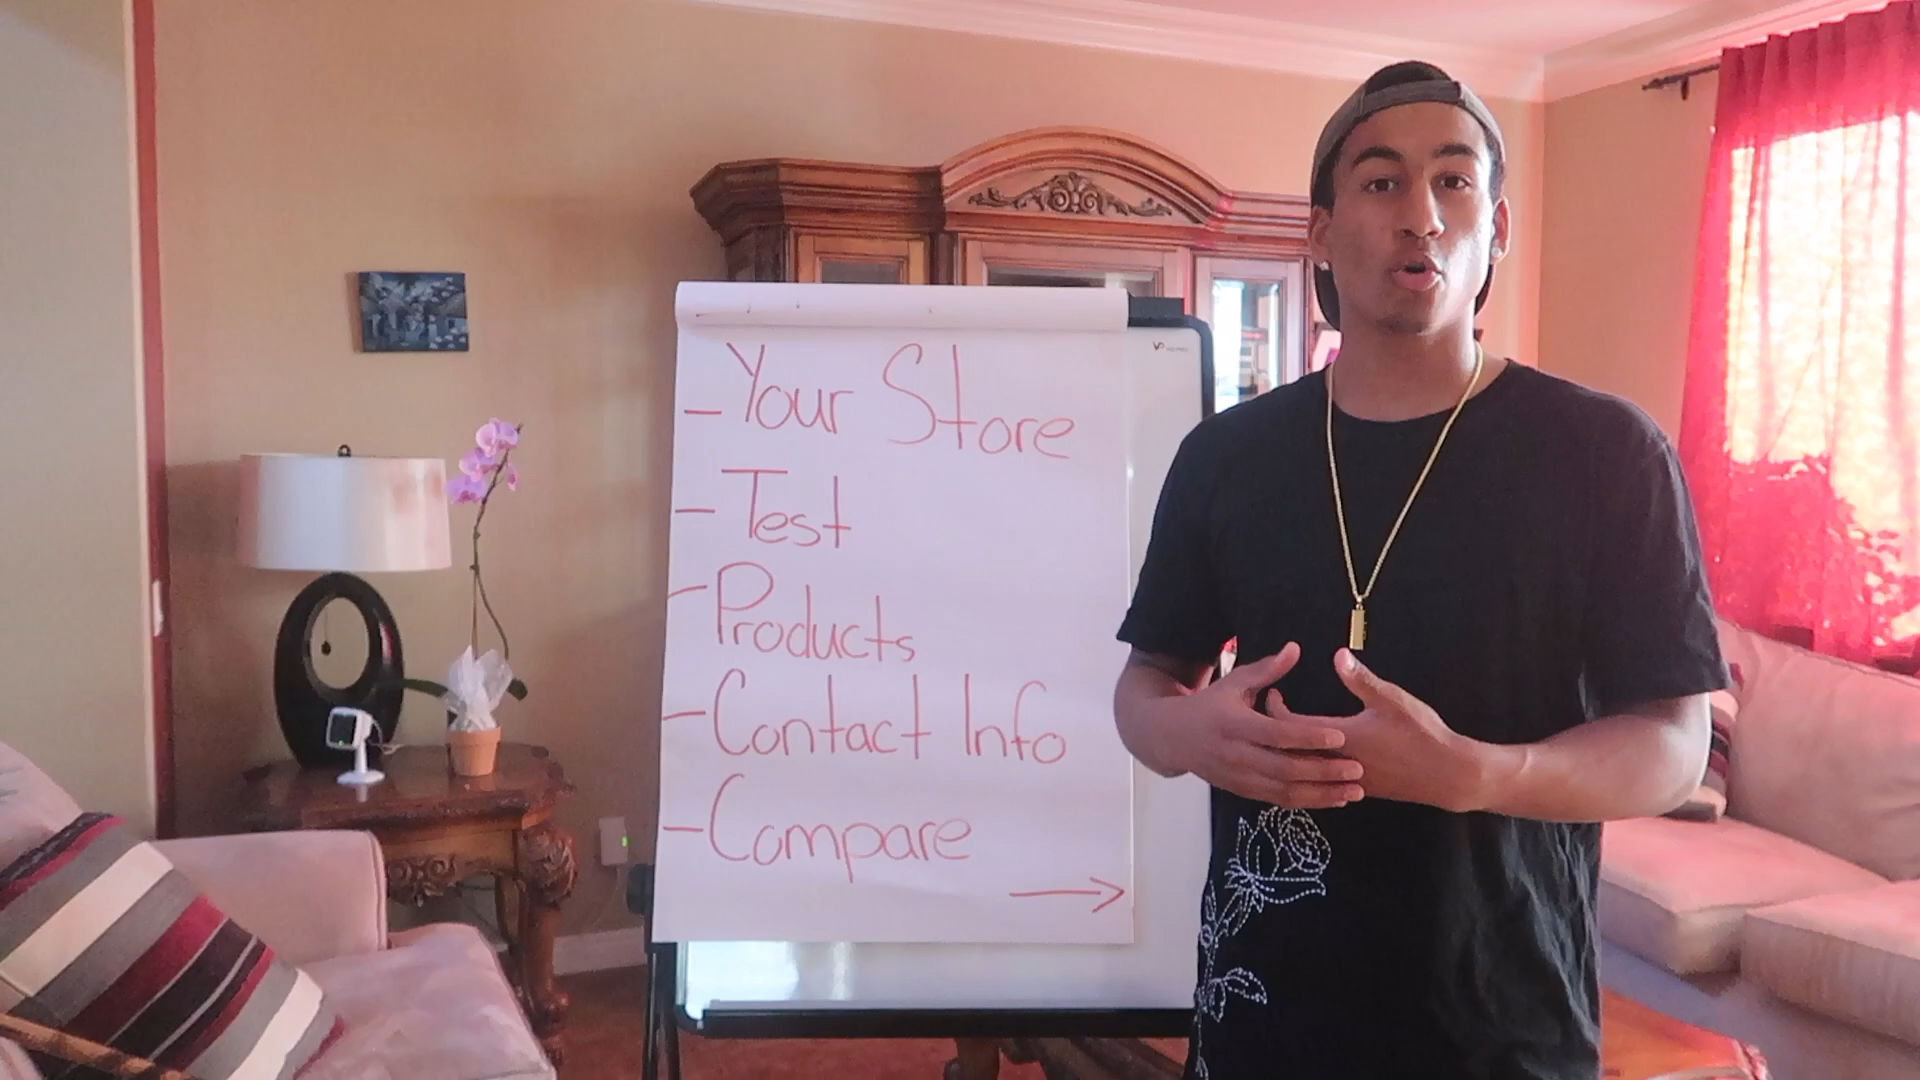 - Your Store
- Test
- Products
- Contact Info
- Compare
→